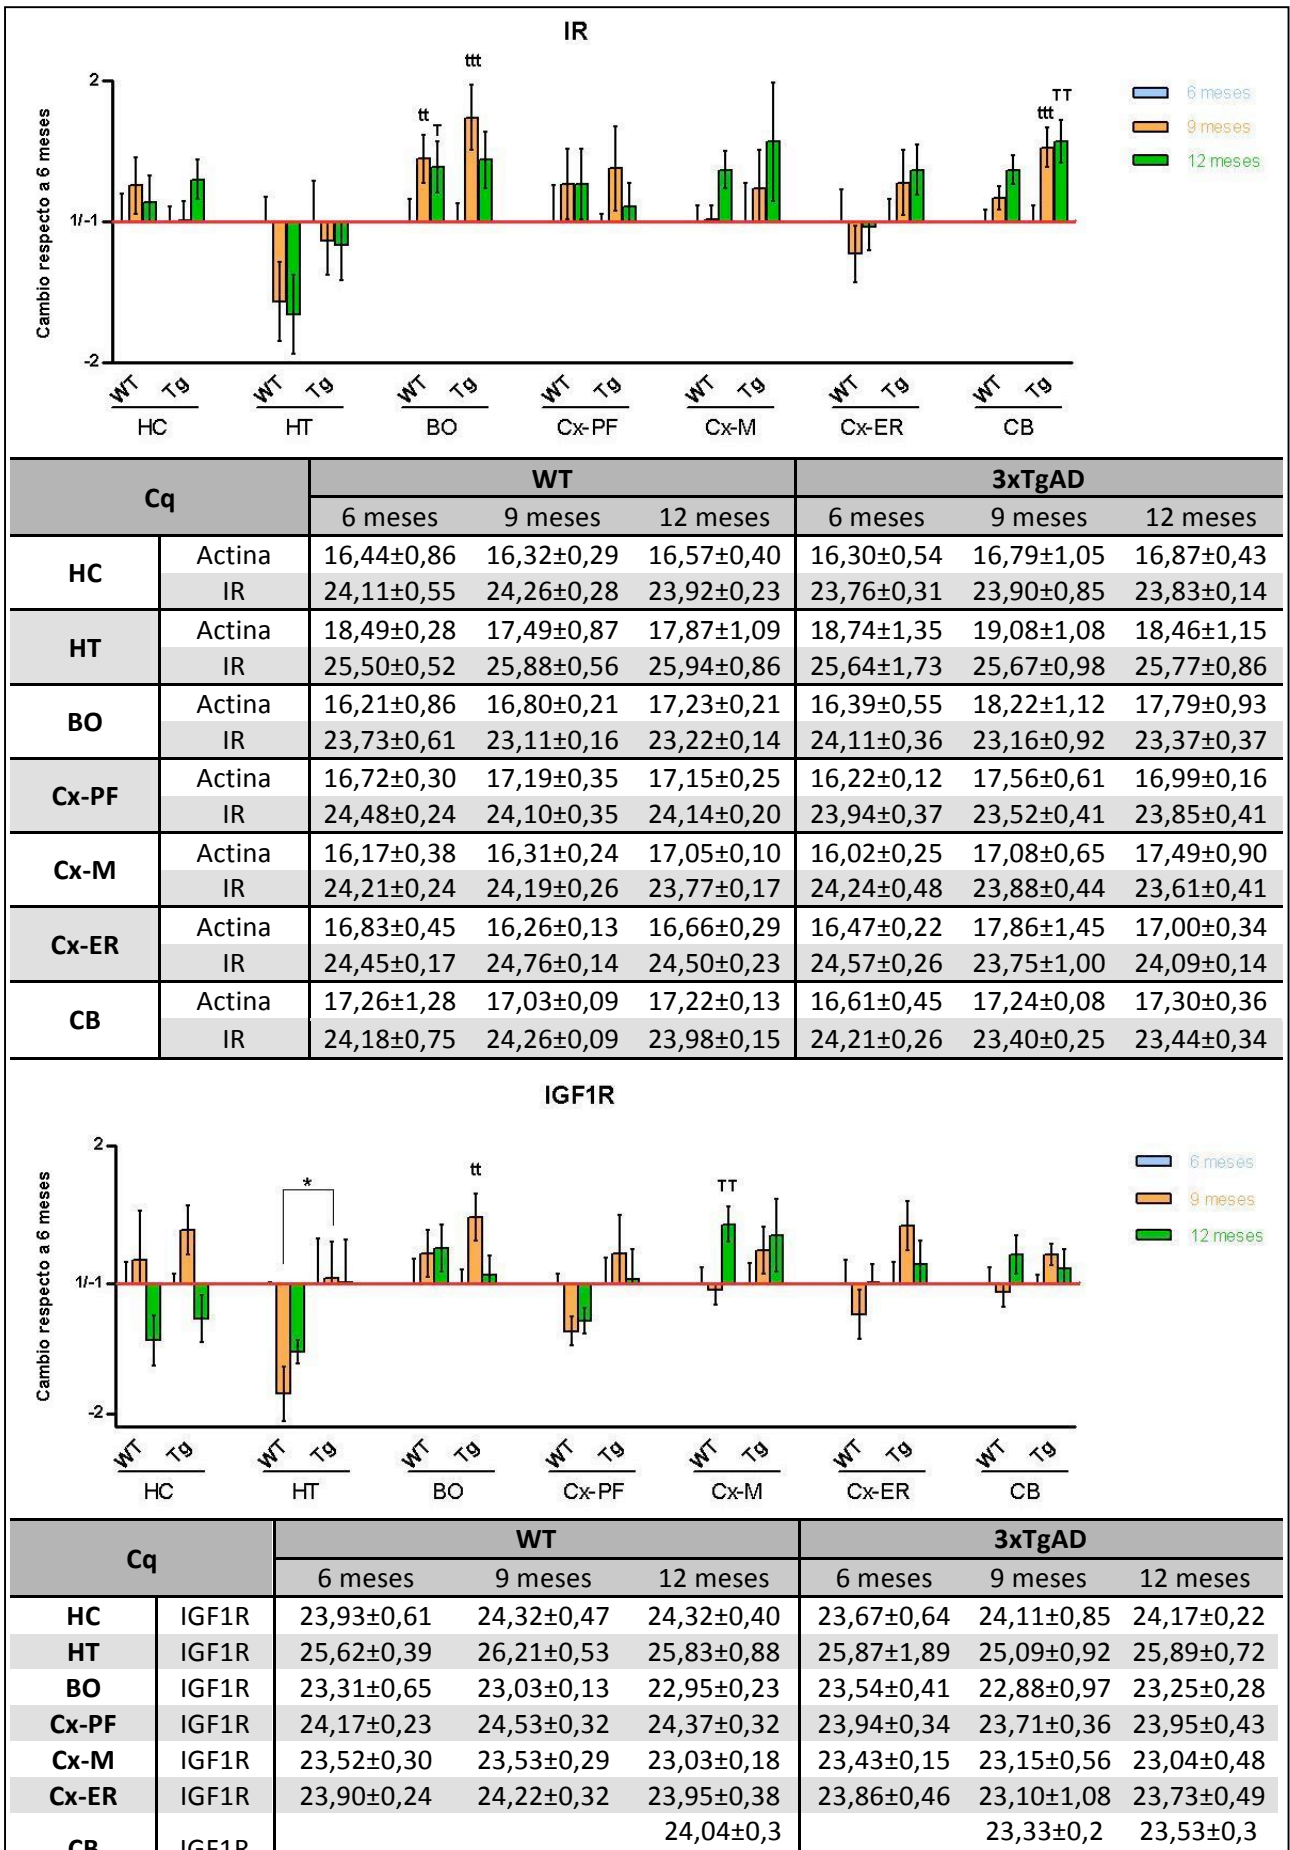 IR
ttt
tt
T
ttt
TT
2
1/-1
-2
Cambio respecto a 6 meses
6 meses
9 meses
12 meses
WT Tg WT Tg WT Tg WT Tg WT Tg WT Tg WT Tg
HC HT BO Cx-PF Cx-M Cx-ER CB
Cq WT 3xTgAD
6 meses 9 meses 12 meses 6 meses 9 meses 12 meses
HC Actina 16,44±0,86 16,32±0,29 16,57±0,40 16,30±0,54 16,79±1,05 16,87±0,43
IR 24,11±0,55 24,26±0,28 23,92±0,23 23,76±0,31 23,90±0,85 23,83±0,14
HT Actina 18,49±0,28 17,49±0,87 17,87±1,09 18,74±1,35 19,08±1,08 18,46±1,15
IR 25,50±0,52 25,88±0,56 25,94±0,86 25,64±1,73 25,67±0,98 25,77±0,86
BO Actina 16,21±0,86 16,80±0,21 17,23±0,21 16,39±0,55 18,22±1,12 17,79±0,93
IR 23,73±0,61 23,11±0,16 23,22±0,14 24,11±0,36 23,16±0,92 23,37±0,37
Cx-PF Actina 16,72±0,30 17,19±0,35 17,15±0,25 16,22±0,12 17,56±0,61 16,99±0,16
IR 24,48±0,24 24,10±0,35 24,14±0,20 23,94±0,37 23,52±0,41 23,85±0,41
Cx-M Actina 16,17±0,38 16,31±0,24 17,05±0,10 16,02±0,25 17,08±0,65 17,49±0,90
IR 24,21±0,24 24,19±0,26 23,77±0,17 24,24±0,48 23,88±0,44 23,61±0,41
Cx-ER Actina 16,83±0,45 16,26±0,13 16,66±0,29 16,47±0,22 17,86±1,45 17,00±0,34
IR 24,45±0,17 24,76±0,14 24,50±0,23 24,57±0,26 23,75±1,00 24,09±0,14
CB Actina 17,26±1,28 17,03±0,09 17,22±0,13 16,61±0,45 17,24±0,08 17,30±0,36
IR 24,18±0,75 24,26±0,09 23,98±0,15 24,21±0,26 23,40±0,25 23,44±0,34
IGF1R
*
tt
TT
2
1/-1
-2
Cambio respecto a 6 meses
6 meses
9 meses
12 meses
WT Tg WT Tg WT Tg WT Tg WT Tg WT Tg WT Tg
HC HT BO Cx-PF Cx-M Cx-ER CB
Cq WT 3xTgAD
6 meses 9 meses 12 meses 6 meses 9 meses 12 meses
HC IGF1R 23,93±0,61 24,32±0,47 24,32±0,40 23,67±0,64 24,11±0,85 24,17±0,22
HT IGF1R 25,62±0,39 26,21±0,53 25,83±0,88 25,87±1,89 25,09±0,92 25,89±0,72
BO IGF1R 23,31±0,65 23,03±0,13 22,95±0,23 23,54±0,41 22,88±0,97 23,25±0,28
Cx-PF IGF1R 24,17±0,23 24,53±0,32 24,37±0,32 23,94±0,34 23,71±0,36 23,95±0,43
Cx-M IGF1R 23,52±0,30 23,53±0,29 23,03±0,18 23,43±0,15 23,15±0,56 23,04±0,48
Cx-ER IGF1R 23,90±0,24 24,22±0,32 23,95±0,38 23,86±0,46 23,10±1,08 23,73±0,49
CB IGF1R 24,04±0,3 23,33±0,2 23,53±0,3